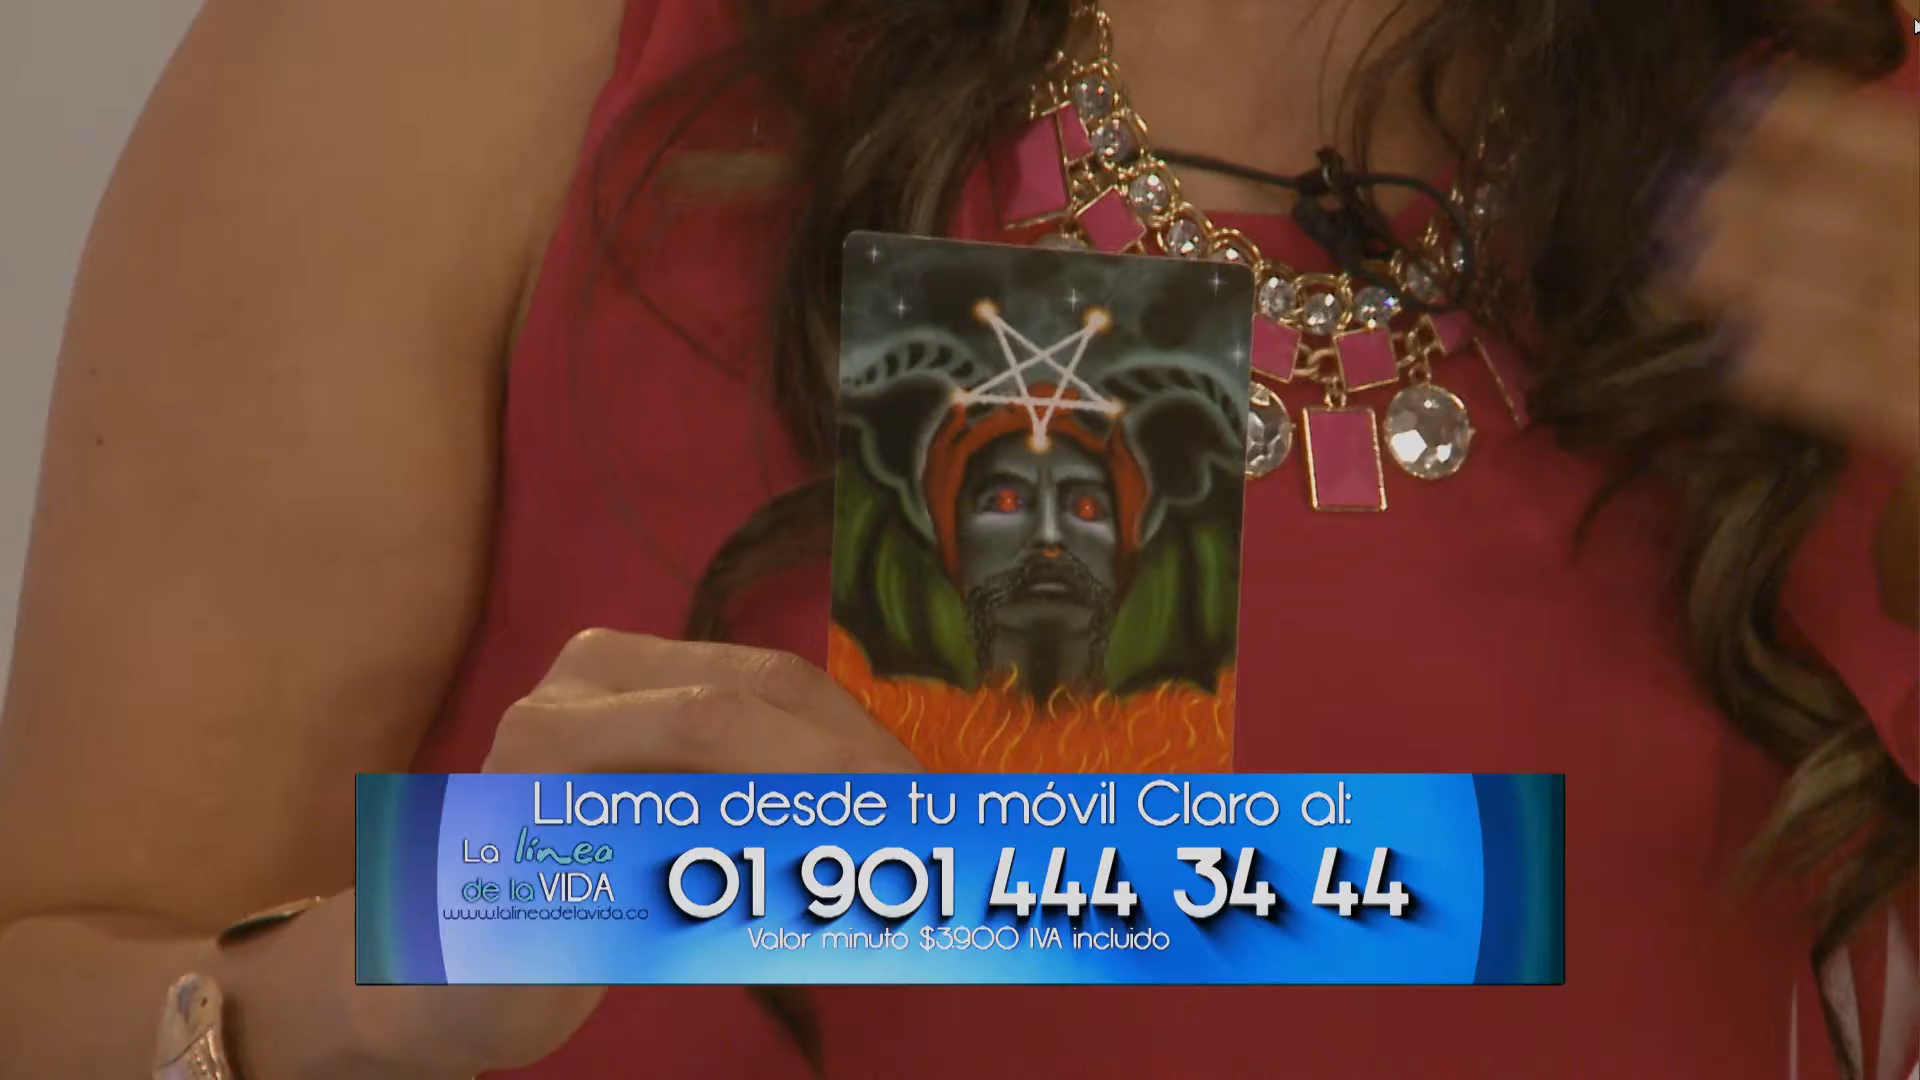 Llama desde tu móvil Claro al:
La línea
de la VIDA
www.lalineadelavida.co
01 901 444 34 44
Valor minuto $3900 IVA incluido